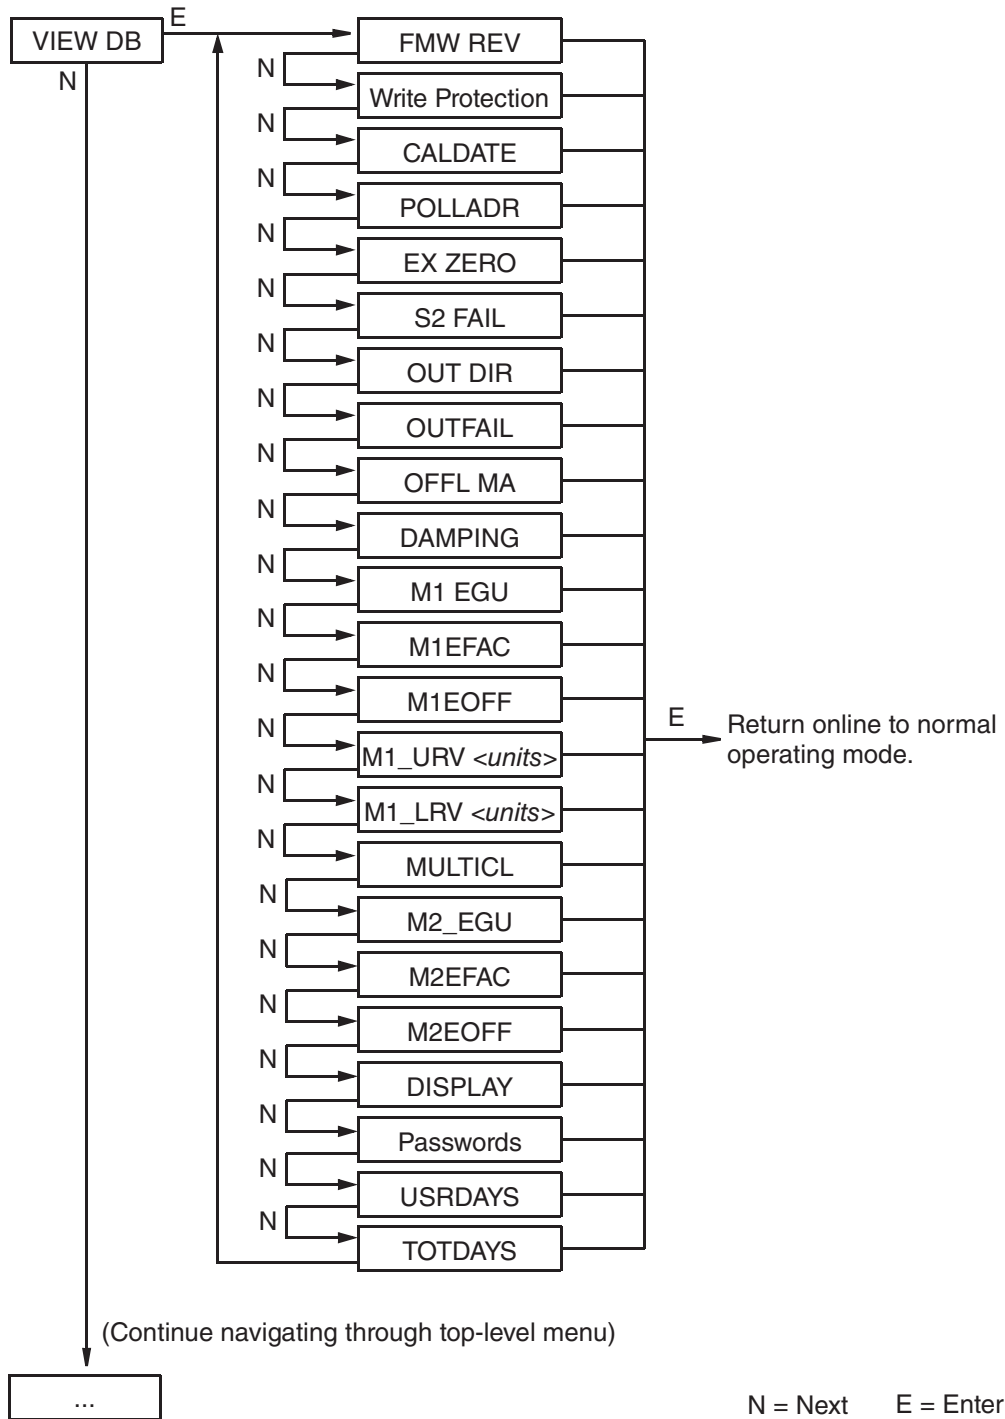 VIEW DB
E
N
FMW REV
N
Write Protection
N
CALDATE
N
POLLADR
N
EX ZERO
N
S2 FAIL
N
OUT DIR
N
OUTFAIL
N
OFFL MA
N
DAMPING
N
M1 EGU
N
M1EFAC
N
M1EOFF
N
M1_URV <units>
N
M1_LRV <units>
N
MULTICL
N
M2_EGU
N
M2EFAC
N
M2EOFF
N
DISPLAY
N
Passwords
N
USRDAYS
N
TOTDAYS
E
Return online to normal
operating mode.
(Continue navigating through top-level menu)
...
N = Next E = Enter